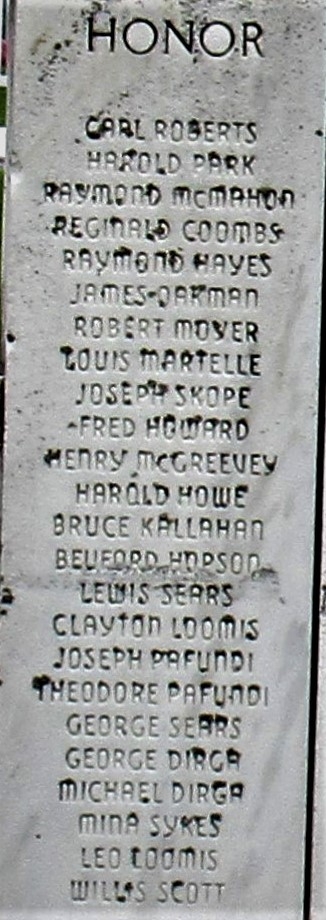 HONOR
CARL ROBERTS
HAROLD PARK
RAYMOND McMAHON
REGINALD COOMBS
RAYMOND HAYES
JAMES OAKMAN
ROBERT MOYER
LOUIS MARTELLE
JOSEPH SKOPE
FRED HOWARD
HENRY McGREEVEY
HAROLD HOWE
BRUCE KALLAHAN
BEUFORD HOPSON
LEWIS SEARS
CLAYTON LOOMIS
JOSEPH PAFUNDI
THEODORE PAFUNDI
GEORGE SEARS
GEORGE DIRGA
MICHAEL DIRGA
MINA SYKES
LEO LOOMIS
WILLIS SCOTT